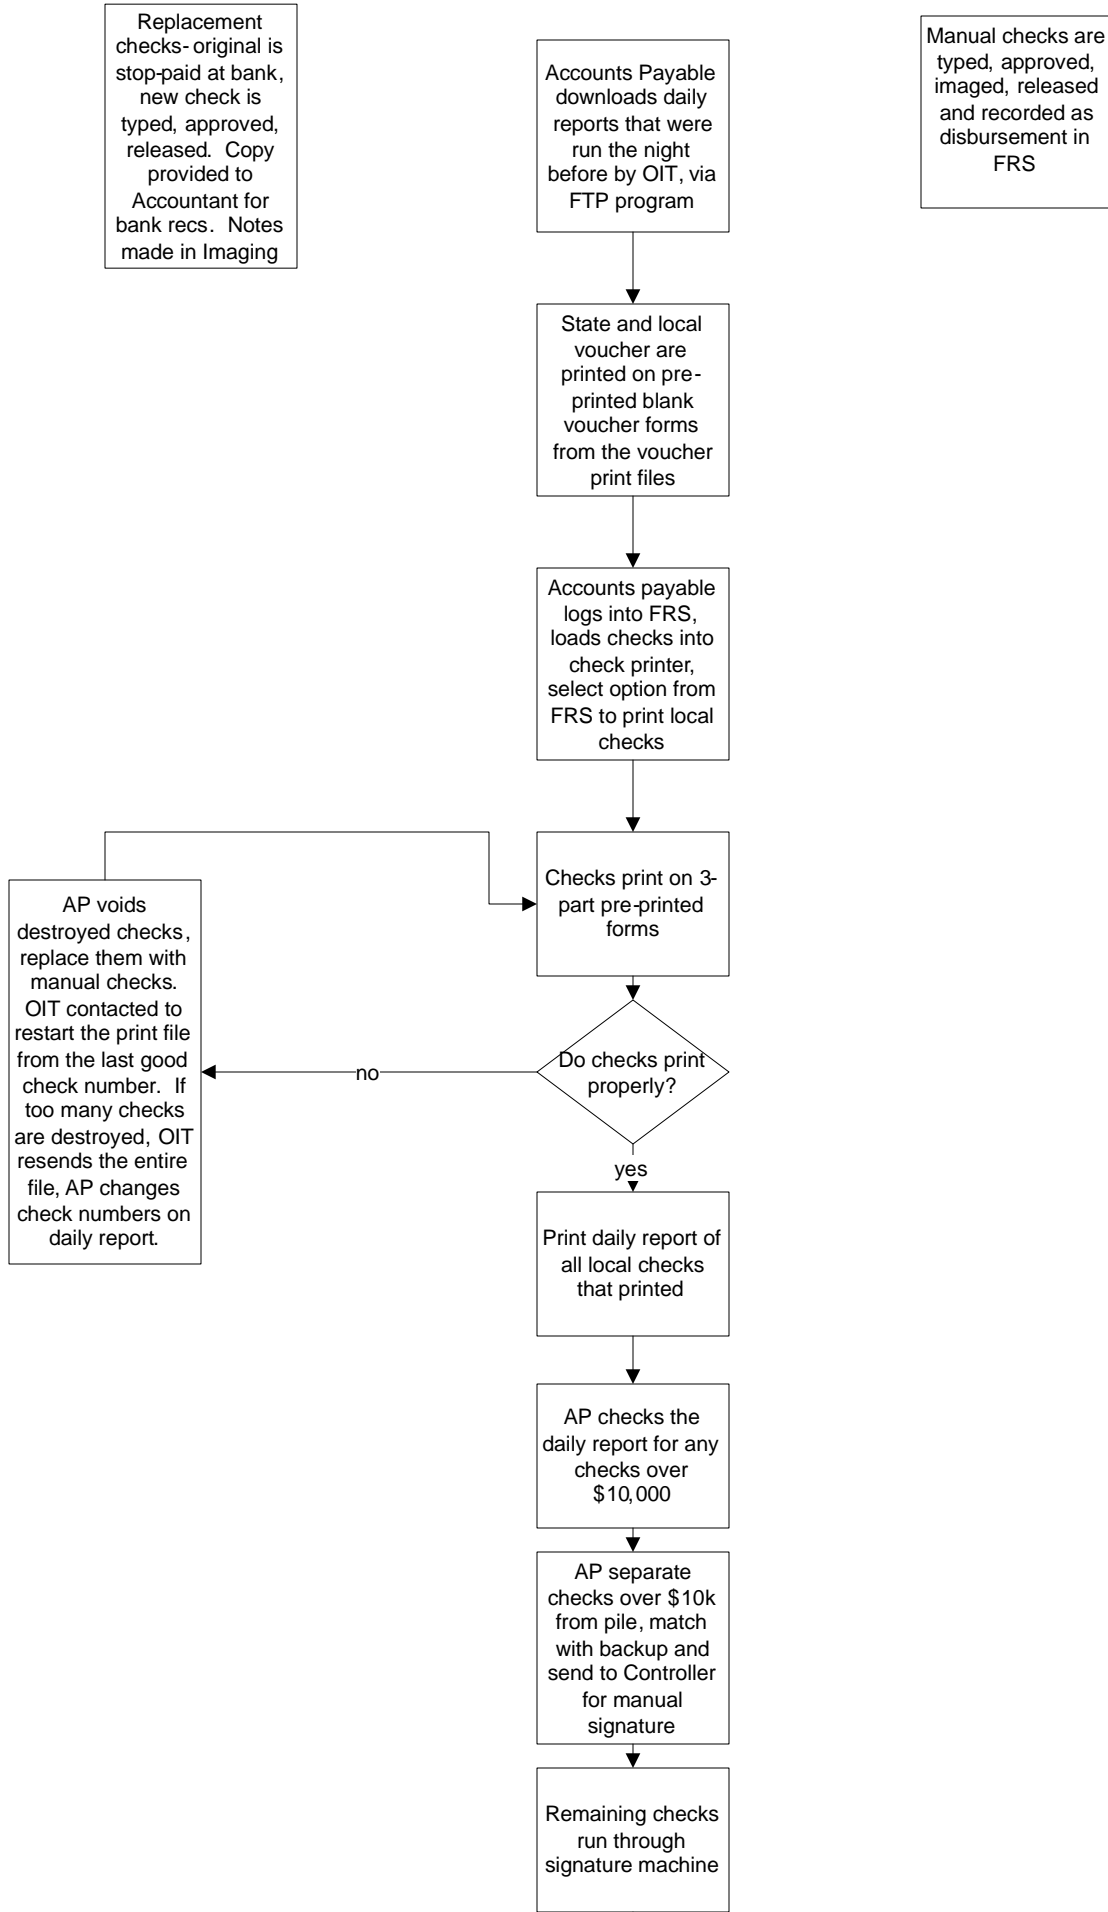 Replacement
checks- original is
stop-paid at bank,
new check is
typed, approved,
released.  Copy
provided to
Accountant for
bank recs.  Notes
made in Imaging
Accounts Payable
downloads daily
reports that were
run the night
before by OIT, via
FTP program
Manual checks are
typed, approved,
imaged, released
and recorded as
disbursement in
FRS
State and local
voucher are
printed on pre-
printed blank
voucher forms
from the voucher
print files
Accounts payable
logs into FRS,
loads checks into
check printer,
select option from
FRS to print local
checks
Checks print on 3-
part pre-printed
forms
AP voids
destroyed checks,
replace them with
manual checks.
OIT contacted to
restart the print file
from the last good
check number.  If
too many checks
are destroyed, OIT
resends the entire
file, AP changes
check numbers on
daily report.
Do checks print
properly?
no
yes
Print daily report of
all local checks
that printed
AP checks the
daily report for any
checks over
$10,000
AP separate
checks over $10k
from pile, match
with backup and
send to Controller
for manual
signature
Remaining checks
run through
signature machine